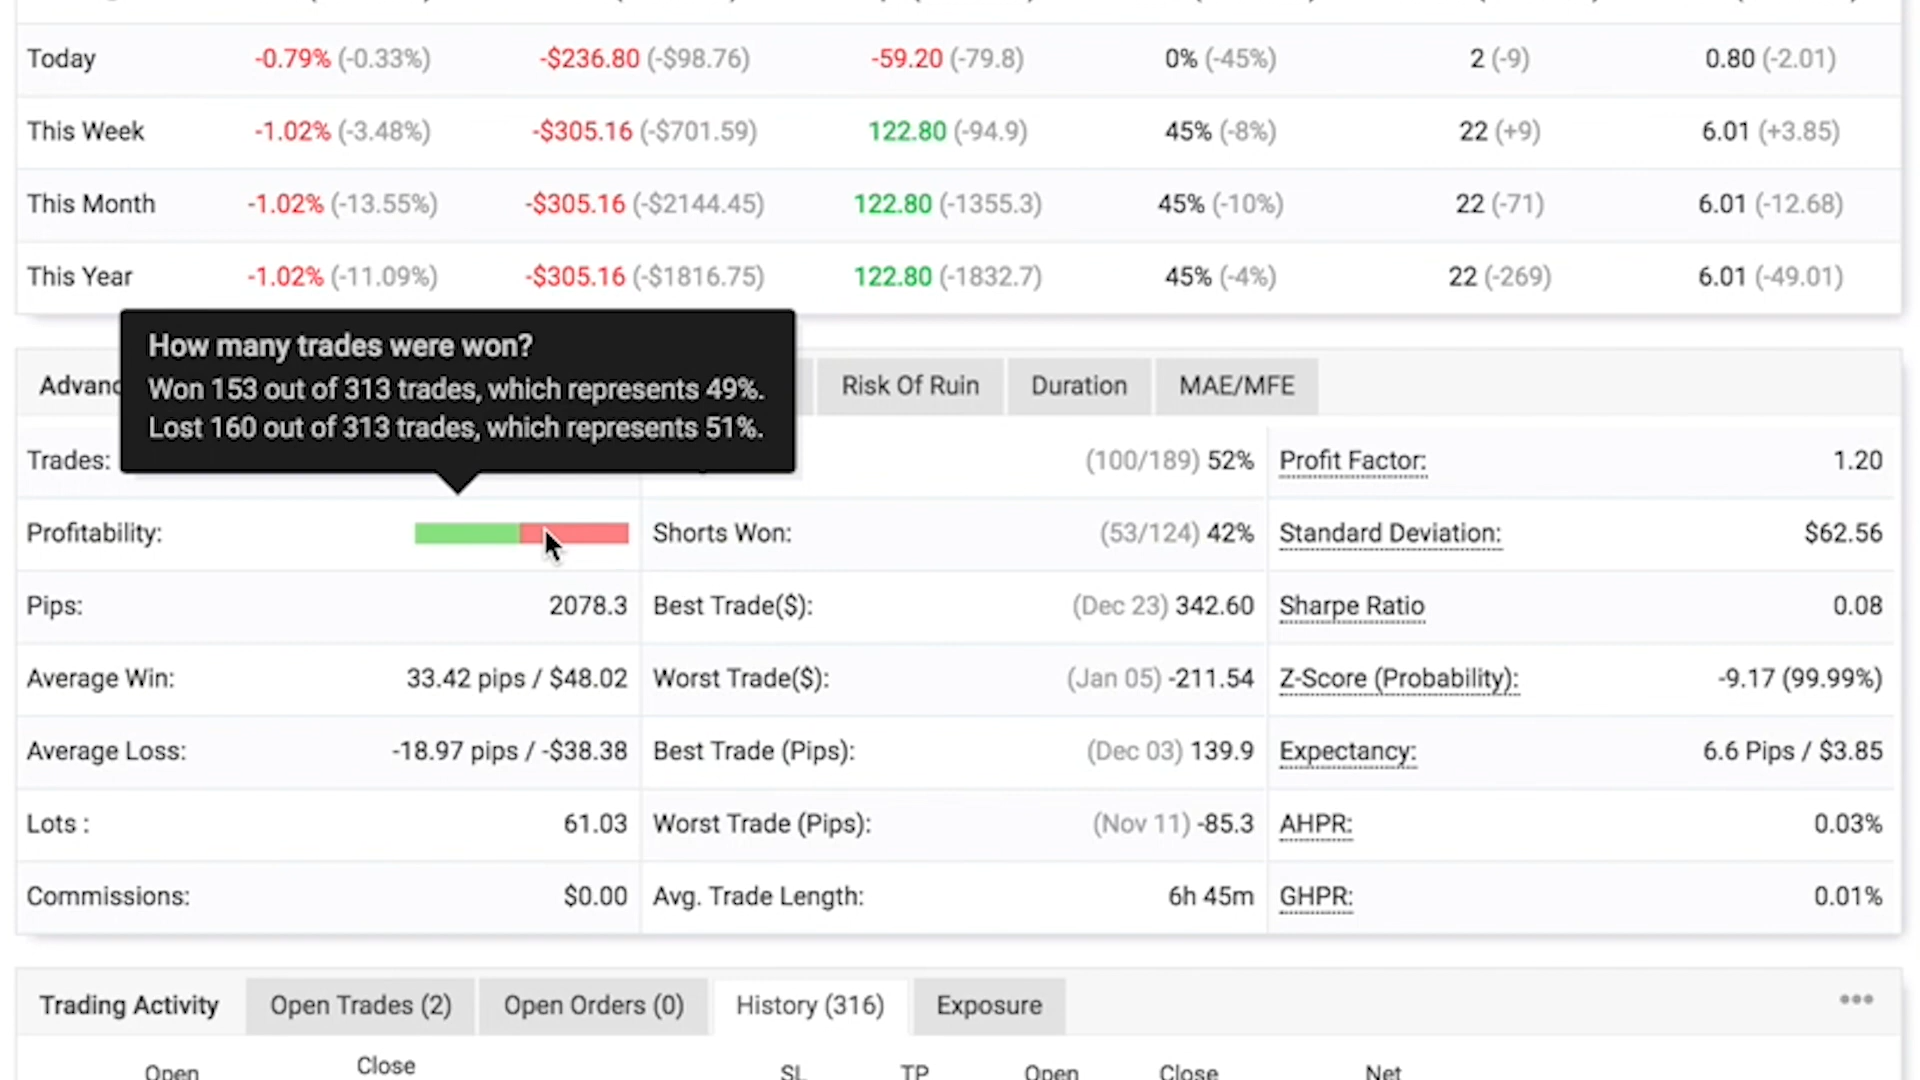 Today -0.79% (-0.33%) -$236.80 (-$98.76) -59.20 (-79.8) 0% (-45%) 2 (-9) 0.80 (-2.01)
This Week -1.02% (-3.48%) -$305.16 (-$701.59) 122.80 (-94.9) 45% (-8%) 22 (+9) 6.01 (+3.85)
This Month -1.02% (-13.55%) -$305.16 (-$2144.45) 122.80 (-1355.3) 45% (-10%) 22 (-71) 6.01 (-12.68)
This Year -1.02% (-11.09%) -$305.16 (-$1816.75) 122.80 (-1832.7) 45% (-4%) 22 (-269) 6.01 (-49.01)
How many trades were won?
Won 153 out of 313 trades, which represents 49%.
Lost 160 out of 313 trades, which represents 51%.
Risk Of Ruin Duration MAE/MFE
Trades: (100/189) 52% Profit Factor: 1.20
Profitability: Shorts Won: (53/124) 42% Standard Deviation: $62.56
Pips: 2078.3 Best Trade($): (Dec 23) 342.60 Sharpe Ratio 0.08
Average Win: 33.42 pips / $48.02 Worst Trade($): (Jan 05) -211.54 Z-Score (Probability): -9.17 (99.99%)
Average Loss: -18.97 pips / -$38.38 Best Trade (Pips): (Dec 03) 139.9 Expectancy: 6.6 Pips / $3.85
Lots : 61.03 Worst Trade (Pips): (Nov 11) -85.3 AHPR: 0.03%
Commissions: $0.00 Avg. Trade Length: 6h 45m GHPR: 0.01%
Trading Activity Open Trades (2) Open Orders (0) History (316) Exposure
Open Close SL TP Open Close Net